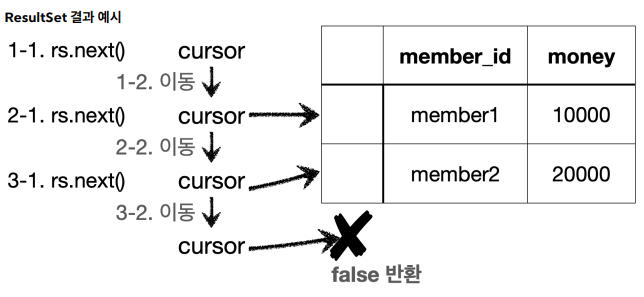 ResultSet 결과 예시
1-1. rs.next() cursor
1-2. 이동
2-1. rs.next() cursor
2-2. 이동
3-1. rs.next() cursor
3-2. 이동
cursor
member_id money
member1 10000
member2 20000
false 반환